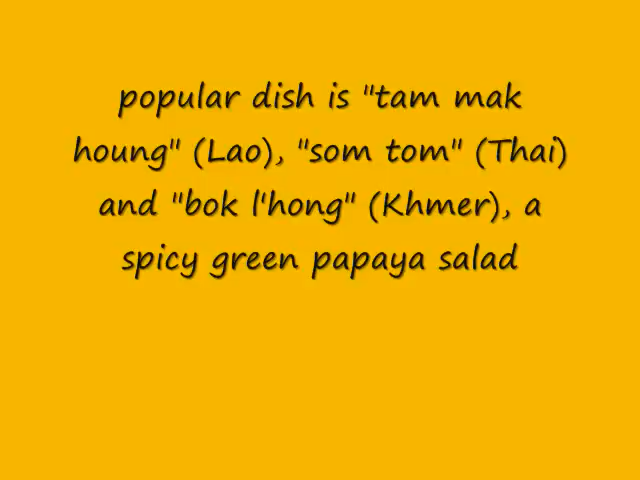 popular dish is "tam mak
houng" (Lao), "som tom" (Thai)
and "bok l'hong" (Khmer), a
spicy green papaya salad